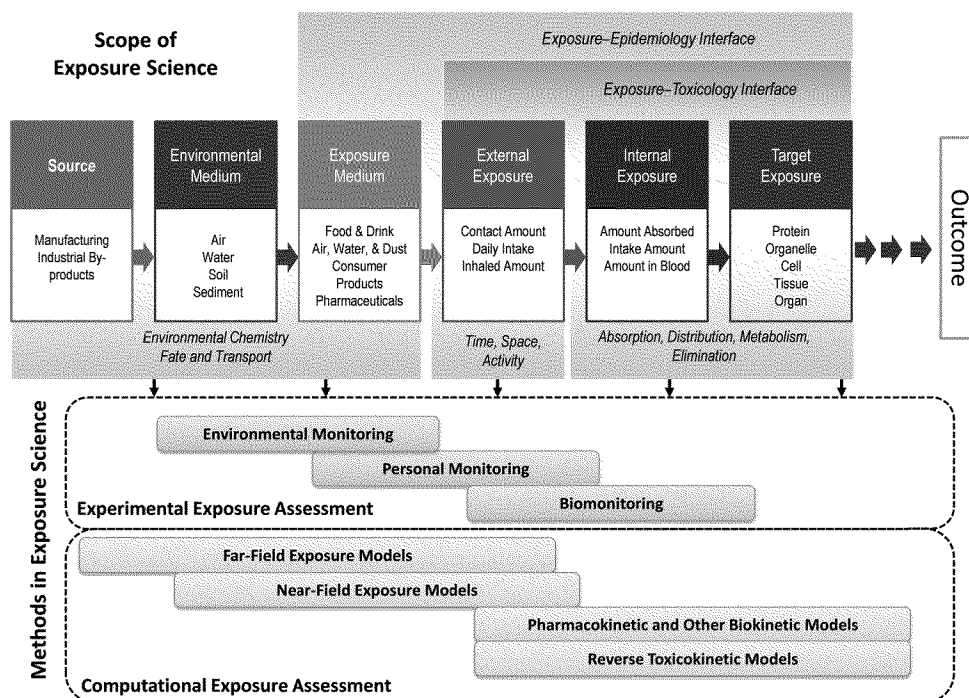 Scope of
Exposure Science
Exposure–Epidemiology Interface
Exposure–Toxicology Interface
Source
Manufacturing
Industrial By-
products
Environmental
Medium
Air
Water
Soil
Sediment
Exposure
Medium
Food & Drink
Air, Water, & Dust
Consumer
Products
Pharmaceuticals
External
Exposure
Contact Amount
Daily Intake
Inhaled Amount
Internal
Exposure
Amount Absorbed
Intake Amount
Amount in Blood
Target
Exposure
Protein
Organelle
Cell
Tissue
Organ
Outcome
Environmental Chemistry
Fate and Transport
Time, Space,
Activity
Absorption, Distribution, Metabolism,
Elimination
Methods in Exposure Science
Environmental Monitoring
Personal Monitoring
Biomonitoring
Experimental Exposure Assessment
Far-Field Exposure Models
Near-Field Exposure Models
Pharmacokinetic and Other Biokinetic Models
Reverse Toxicokinetic Models
Computational Exposure Assessment